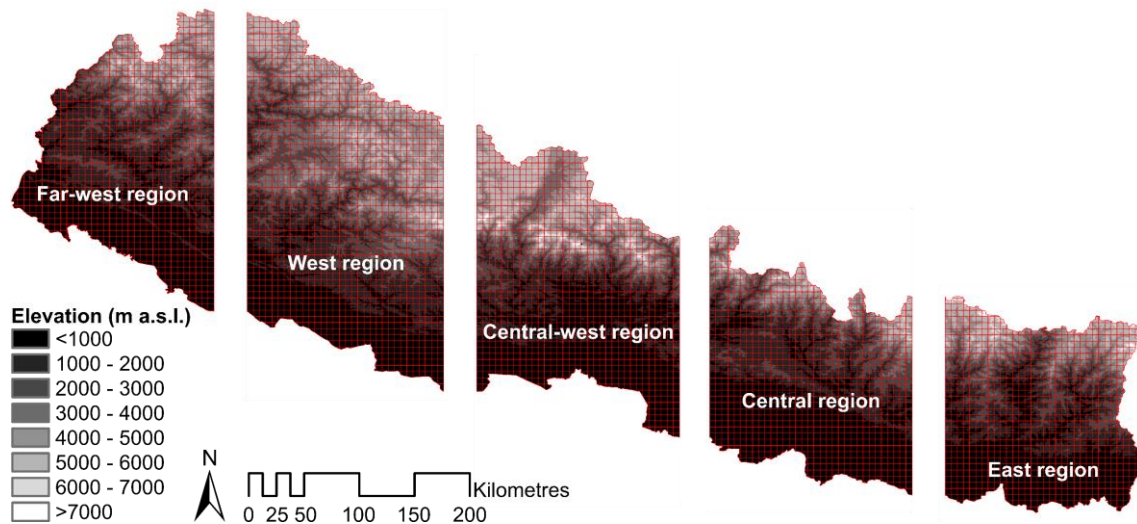 Far-west region
West region
Central-west region
Central region
East region
Elevation (m a.s.l.)
<1000
1000 - 2000
2000 - 3000
3000 - 4000
4000 - 5000
5000 - 6000
6000 - 7000
>7000
N
Kilometres
0 25 50 100 150 200